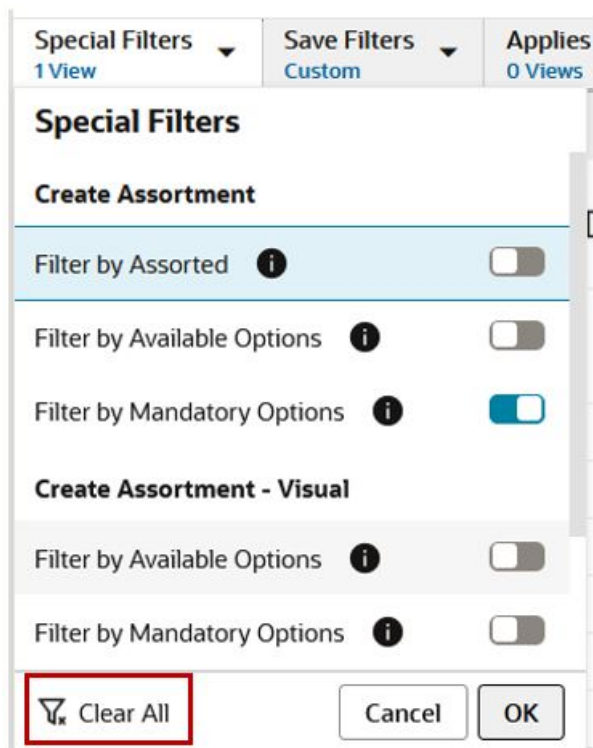 Special Filters
1 View
Save Filters
Custom
Applies
0 Views
Special Filters
Create Assortment
Filter by Assorted
Filter by Available Options
Filter by Mandatory Options
Create Assortment - Visual
Filter by Available Options
Filter by Mandatory Options
Clear All
Cancel
OK